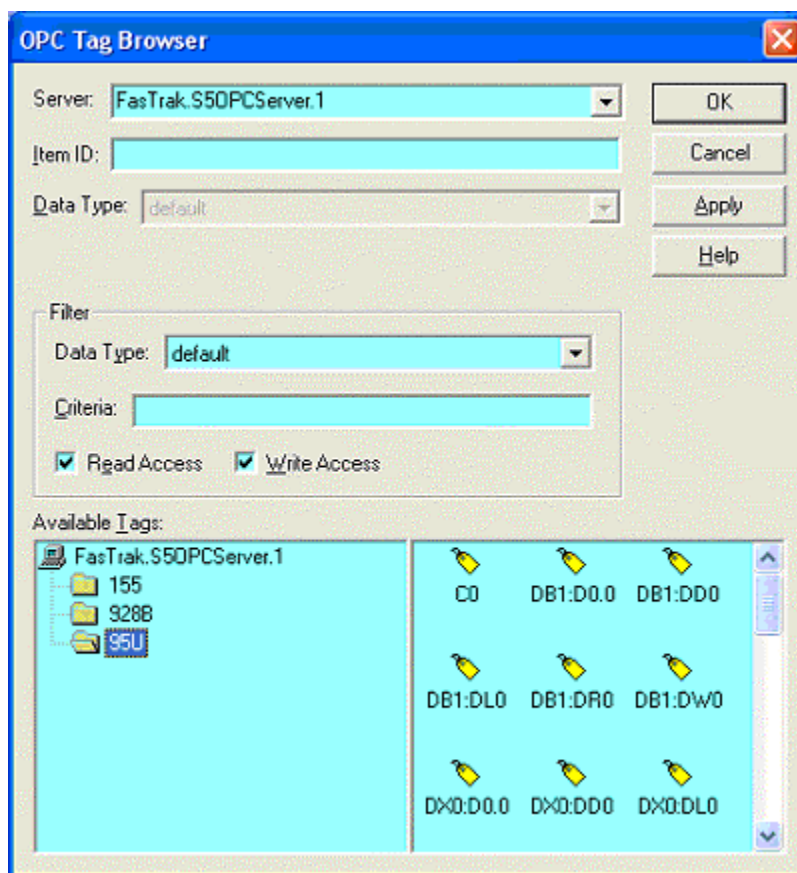 OPC Tag Browser
Server: FasTrak.S5OPCServer.1
OK
Item ID:
Cancel
Data Type: default
Apply
Help
Filter
Data Type: default
Criteria:
Read Access Write Access
Available Tags:
FasTrak.S5OPCServer.1
155
928B
95U
C0 DB1:D0.0 DB1:DD0
DB1:DL0 DB1:DR0 DB1:DW0
DX0:D0.0 DX0:DD0 DX0:DL0